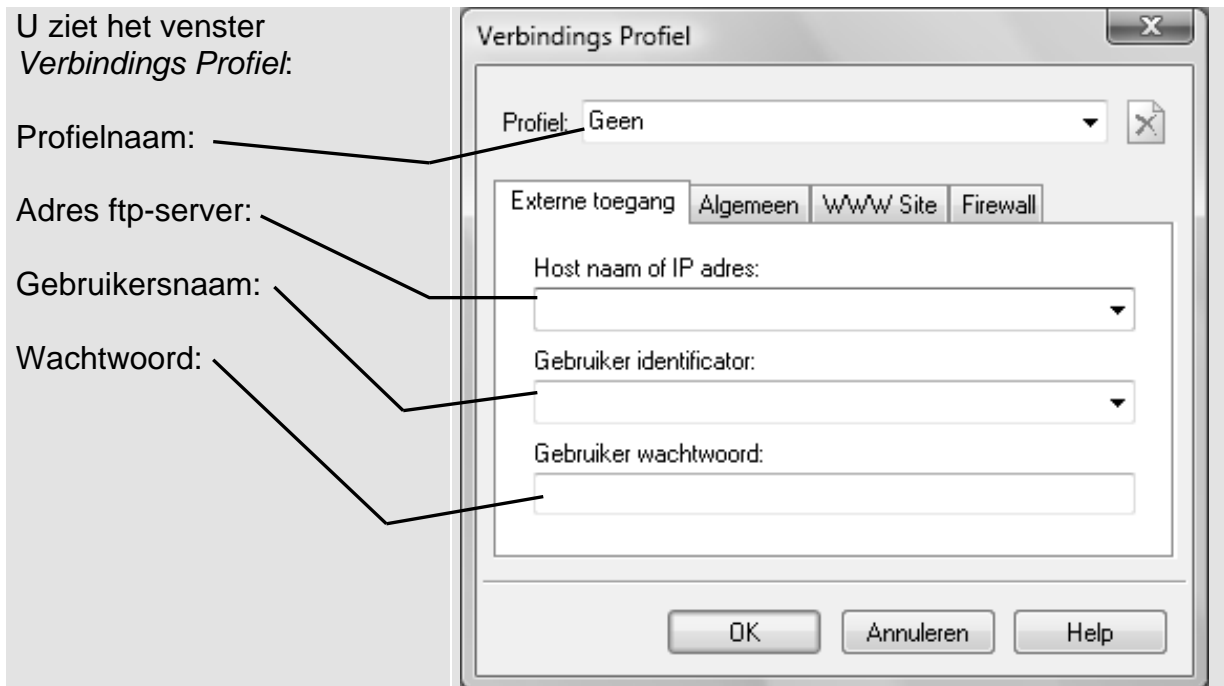 U ziet het venster
Verbindings Profiel:
Profielnaam:
Adres ftp-server:
Gebruikersnaam:
Wachtwoord:
Verbindings Profiel
Profiel: Geen
Externe toegang Algemeen WWW Site Firewall
Host naam of IP adres:
Gebruiker identificator:
Gebruiker wachtwoord:
OK Annuleren Help